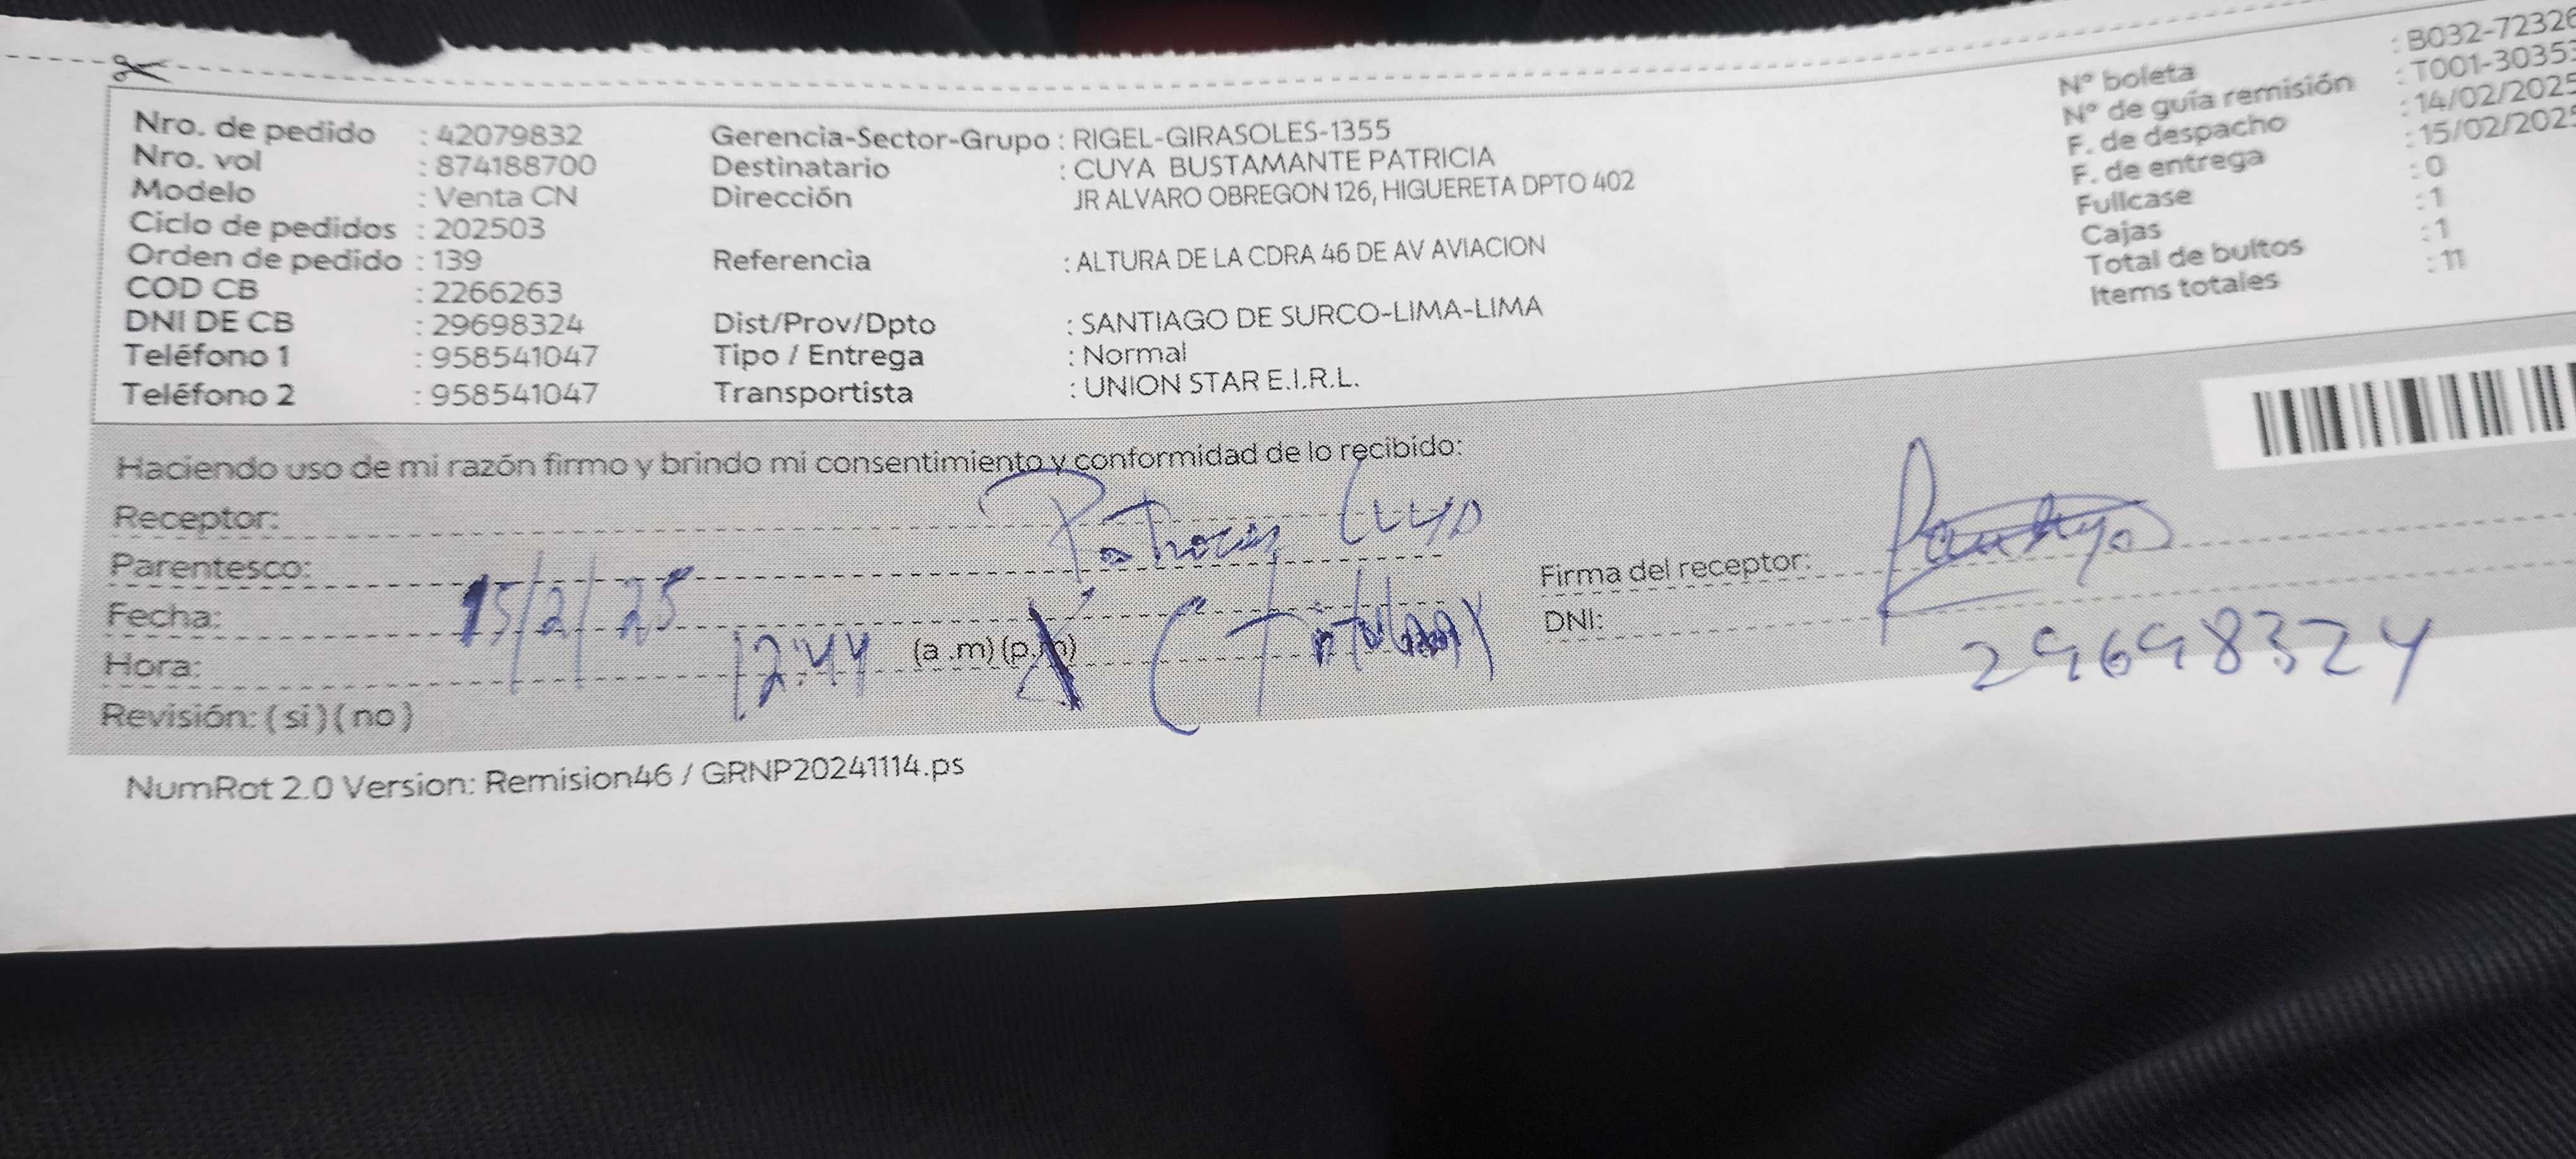 Nro. de pedido : 42079832
Nro. vol : 874188700
Modelo : Venta CN
Ciclo de pedidos : 202503
Orden de pedido : 139
COD CB : 2266263
DNI DE CB : 29698324
Teléfono 1 : 958541047
Teléfono 2 : 958541047
Gerencia-Sector-Grupo : RIGEL-GIRASOLES-1355
Destinatario : CUYA BUSTAMANTE PATRICIA
Dirección JR ALVARO OBREGON 126, HIGUERETA DPTO 402
Referencia : ALTURA DE LA CDRA 46 DE AV AVIACION
Dist/Prov/Dpto : SANTIAGO DE SURCO-LIMA-LIMA
Tipo / Entrega : Normal
Transportista : UNION STAR E.I.R.L.
N° boleta : B032-72326
N° de guía remisión : T001-30353
F. de despacho : 14/02/2025
F. de entrega : 15/02/2025
Fullcase : 0
Cajas : 1
Total de bultos : 1
Items totales : 11
Haciendo uso de mi razón firmo y brindo mi consentimiento y conformidad de lo recibido:
Receptor: Patricia Cuya
Parentesco: (Titular)
Fecha: 15/2/25
Hora: 12:44 (a.m)(p.m)
Revisión: (si)(no)
Firma del receptor:
DNI: 29698324
NumRot 2.0 Version: Remision46 / GRNP20241114.ps